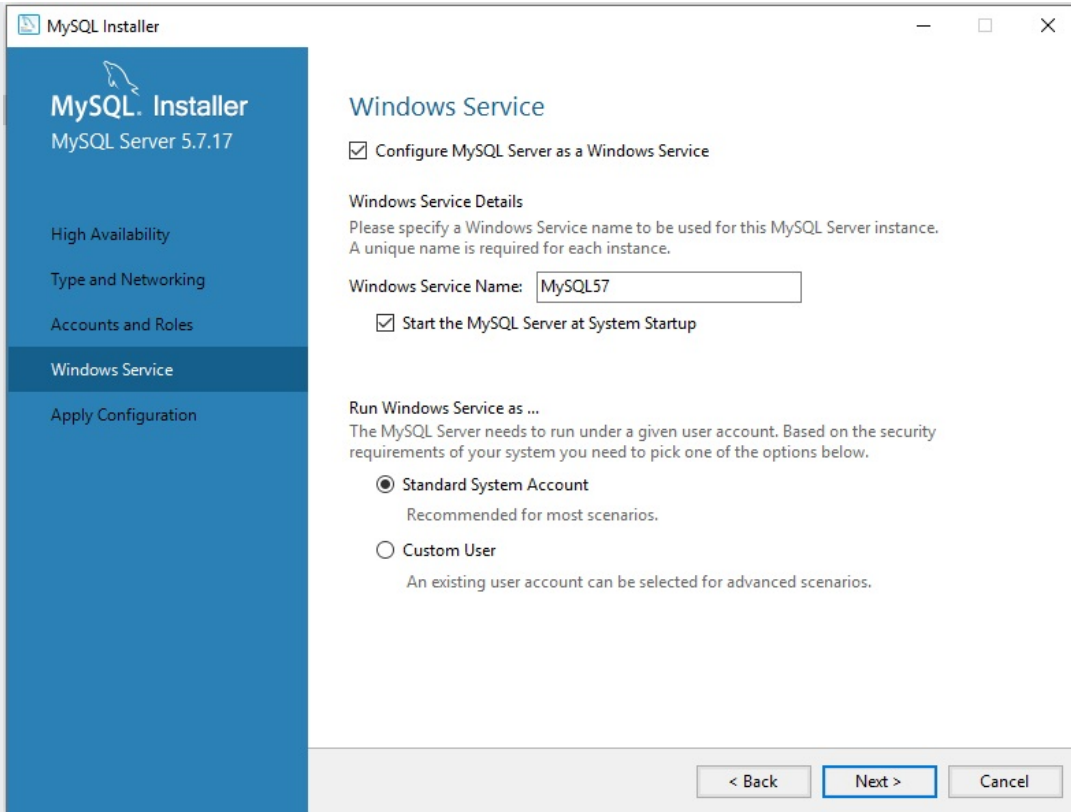 MySQL Installer
MySQL. Installer
MySQL Server 5.7.17
High Availability
Type and Networking
Accounts and Roles
Windows Service
Apply Configuration
Windows Service
Configure MySQL Server as a Windows Service
Windows Service Details
Please specify a Windows Service name to be used for this MySQL Server instance.
A unique name is required for each instance.
Windows Service Name: MySQL57
Start the MySQL Server at System Startup
Run Windows Service as ...
The MySQL Server needs to run under a given user account. Based on the security
requirements of your system you need to pick one of the options below.
Standard System Account
Recommended for most scenarios.
Custom User
An existing user account can be selected for advanced scenarios.
< Back Next > Cancel